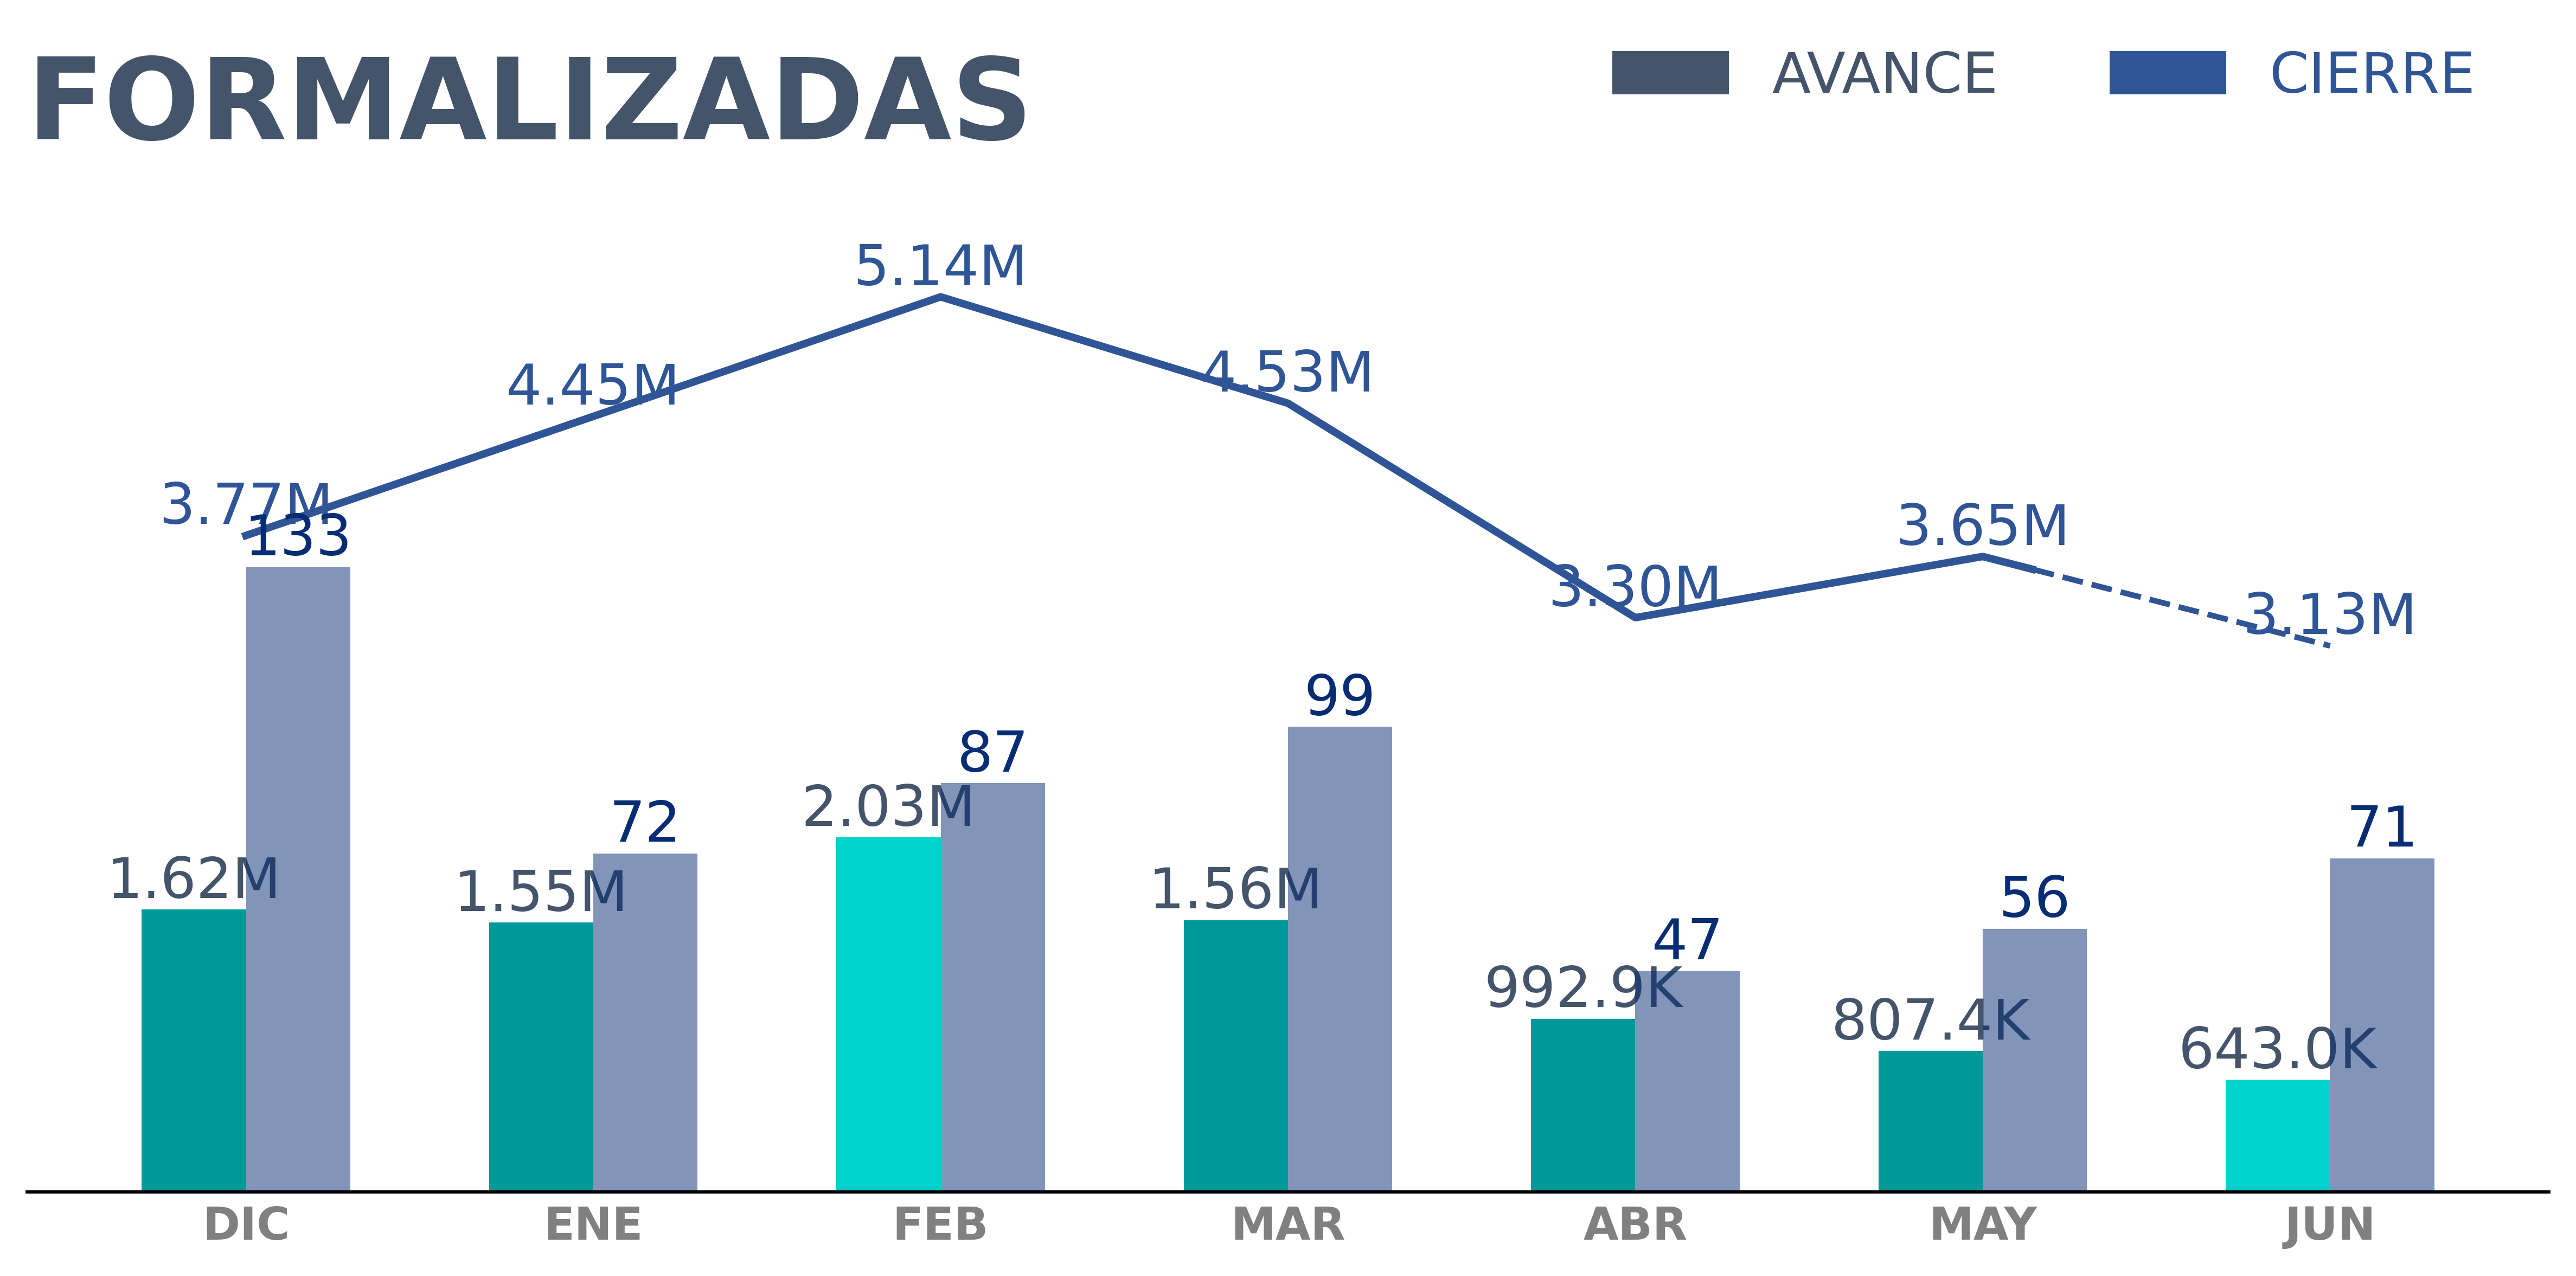 FORMALIZADAS
AVANCE CIERRE
5.14M
4.45M 4.53M
3.77M 3.65M
133
3.30M 3.13M
99
87
72 71
2.03M
1.62M 1.55M 1.56M
56
47
992.9K 807.4K 643.0K
DIC ENE FEB MAR ABR MAY JUN